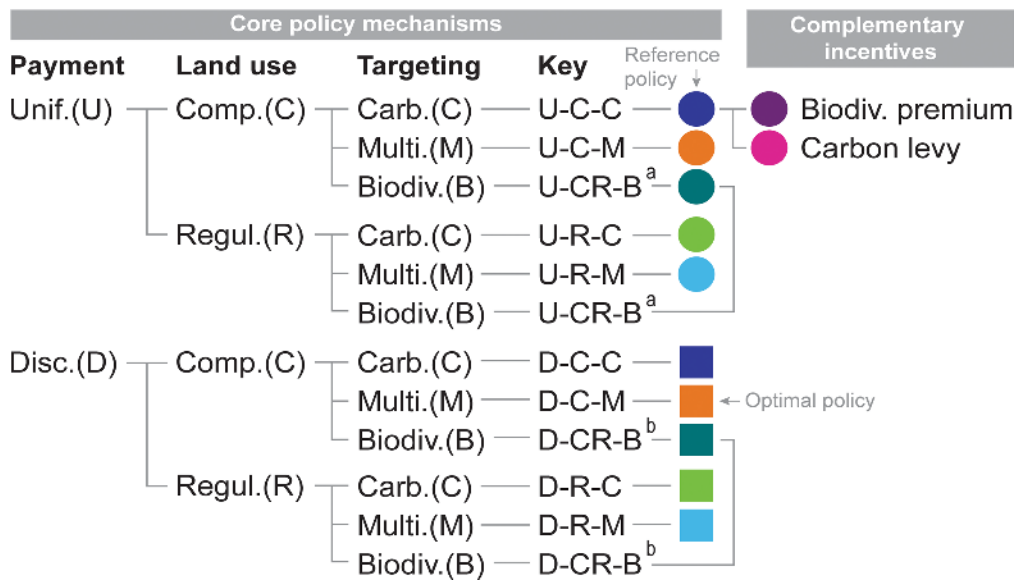 Core policy mechanisms
Complementary
incentives
Payment Land use Targeting Key Reference
policy
Unif.(U) Comp.(C) Carb.(C) U-C-C Biodiv. premium
Multi.(M) U-C-M Carbon levy
Biodiv.(B) U-CR-B a
Regul.(R) Carb.(C) U-R-C
Multi.(M) U-R-M
Biodiv.(B) U-CR-B a
Disc.(D) Comp.(C) Carb.(C) D-C-C
Multi.(M) D-C-M Optimal policy
Biodiv.(B) D-CR-B b
Regul.(R) Carb.(C) D-R-C
Multi.(M) D-R-M
Biodiv.(B) D-CR-B b